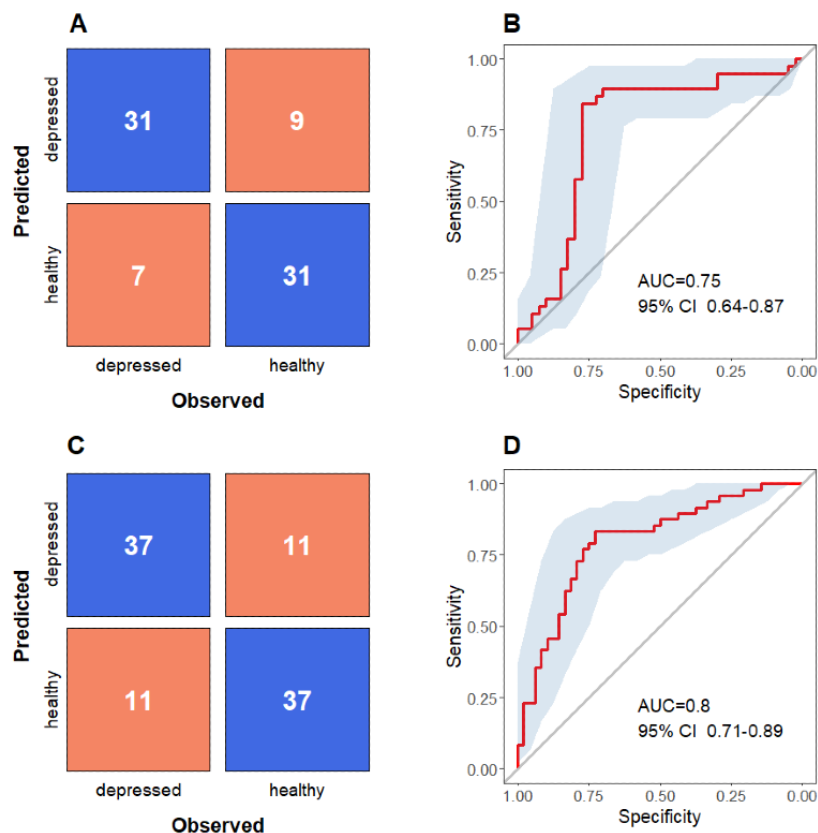 A
Predicted
depressed
healthy
31
9
7
31
depressed
healthy
Observed
B
Sensitivity
1.00
0.75
0.50
0.25
0.00
AUC=0.75
95% CI 0.64-0.87
1.00
0.75
0.50
0.25
0.00
Specificity
C
Predicted
depressed
healthy
37
11
11
37
depressed
healthy
Observed
D
Sensitivity
1.00
0.75
0.50
0.25
0.00
AUC=0.8
95% CI 0.71-0.89
1.00
0.75
0.50
0.25
0.00
Specificity